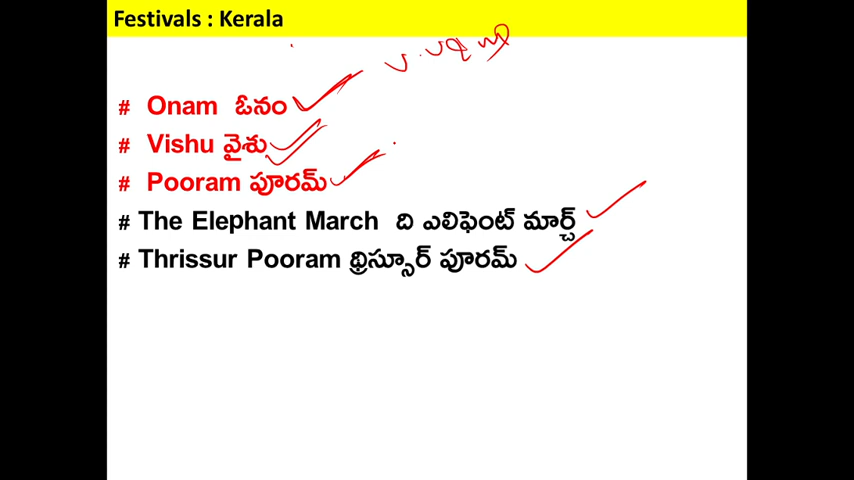 Festivals : Kerala
# Onam ఓనం
# Vishu వైశు
# Pooram పూరమ్
# The Elephant March ది ఎలిఫెంట్ మార్చ్
# Thrissur Pooram థ్రిస్సూర్ పూరమ్